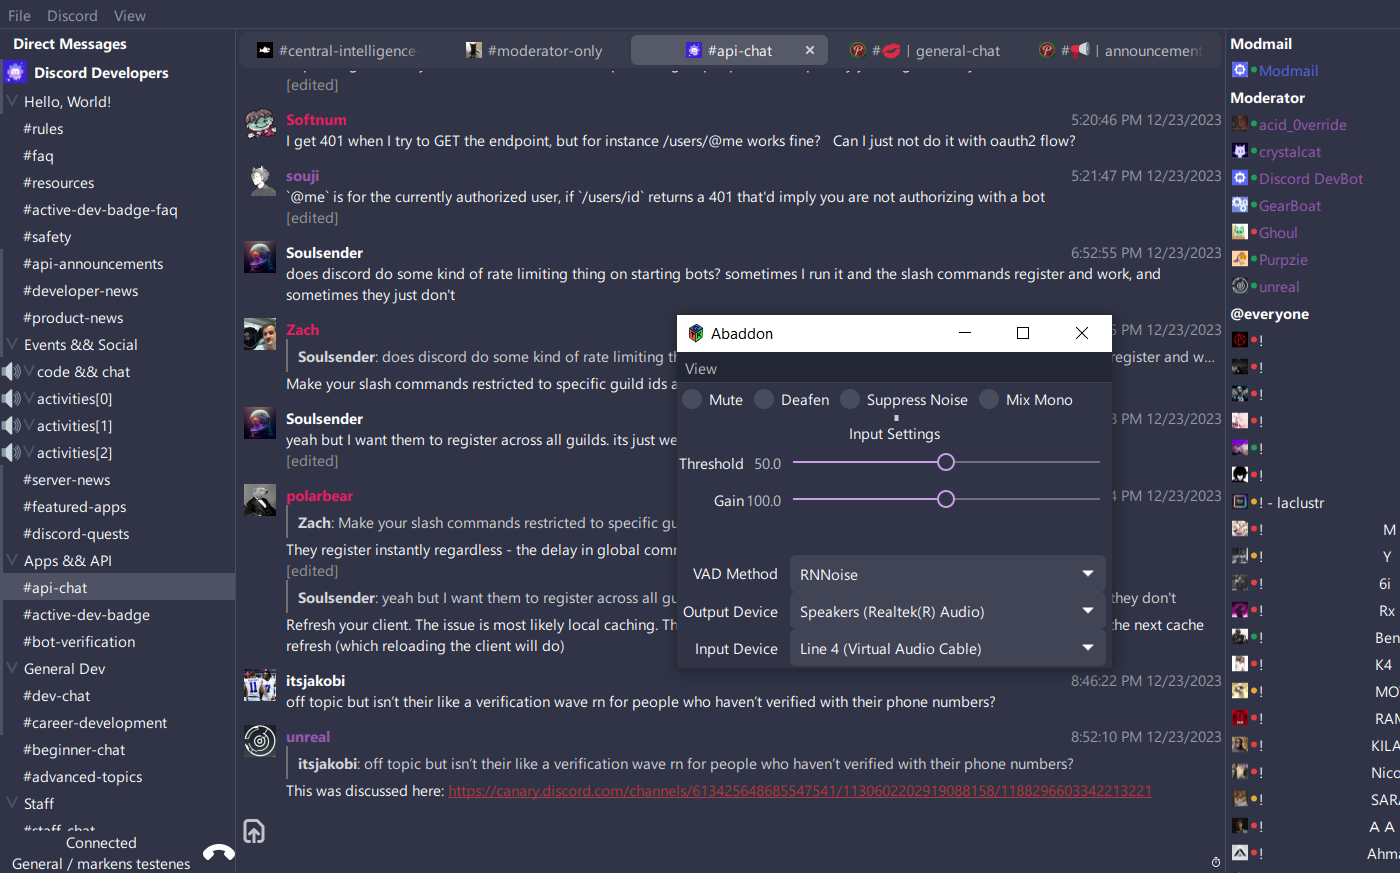 File Discord View
Direct Messages
Discord Developers
Hello, World!
#rules
#faq
#resources
#active-dev-badge-faq
#safety
#api-announcements
#developer-news
#product-news
Events && Social
code && chat
activities[0]
activities[1]
activities[2]
#server-news
#featured-apps
#discord-quests
Apps && API
#api-chat
#active-dev-badge
#bot-verification
General Dev
#dev-chat
#career-development
#beginner-chat
#advanced-topics
Staff
#staff-chat
Connected
General / markens testenes
#central-intelligence-
#moderator-only
#api-chat
# | general-chat
# | announcement
[edited]
Softnum 5:20:46 PM 12/23/2023
I get 401 when I try to GET the endpoint, but for instance /users/@me works fine? Can I just not do it with oauth2 flow?
souji 5:21:47 PM 12/23/2023
`@me` is for the currently authorized user, if `/users/id` returns a 401 that'd imply you are not authorizing with a bot
[edited]
Soulsender 6:52:55 PM 12/23/2023
does discord do some kind of rate limiting thing on starting bots? sometimes I run it and the slash commands register and work, and
sometimes they just don't
Zach PM 12/23/2023
Soulsender: does discord do some kind of rate limiting th register and w...
Make your slash commands restricted to specific guild ids a
Soulsender PM 12/23/2023
yeah but I want them to register across all guilds. its just we
[edited]
polarbear PM 12/23/2023
Zach: Make your slash commands restricted to specific gu
They register instantly regardless - the delay in global com
[edited]
Soulsender: yeah but I want them to register across all gu they don't
Refresh your client. The issue is most likely local caching. Th the next cache
refresh (which reloading the client will do)
itsjakobi 8:46:22 PM 12/23/2023
off topic but isn’t their like a verification wave rn for people who haven’t verified with their phone numbers?
unreal 8:52:10 PM 12/23/2023
itsjakobi: off topic but isn’t their like a verification wave rn for people who haven’t verified with their phone numbers?
This was discussed here: https://canary.discord.com/channels/613425648685547541/1130602202919088158/1188296603342213221
Abaddon
View
Mute Deafen Suppress Noise Mix Mono
Input Settings
Threshold 50.0
Gain 100.0
VAD Method RNNoise
Output Device Speakers (Realtek(R) Audio)
Input Device Line 4 (Virtual Audio Cable)
Modmail
Modmail
Moderator
acid_0verride
crystalcat
Discord DevBot
GearBoat
Ghoul
Purpzie
unreal
@everyone
!
!
!
!
!
!
! - laclustr
! M
! Y
! 6i
! Rx
! Ben
! K4
! MO
! RAM
! KILA
! Nico
! SARA
! A A
! Ahma